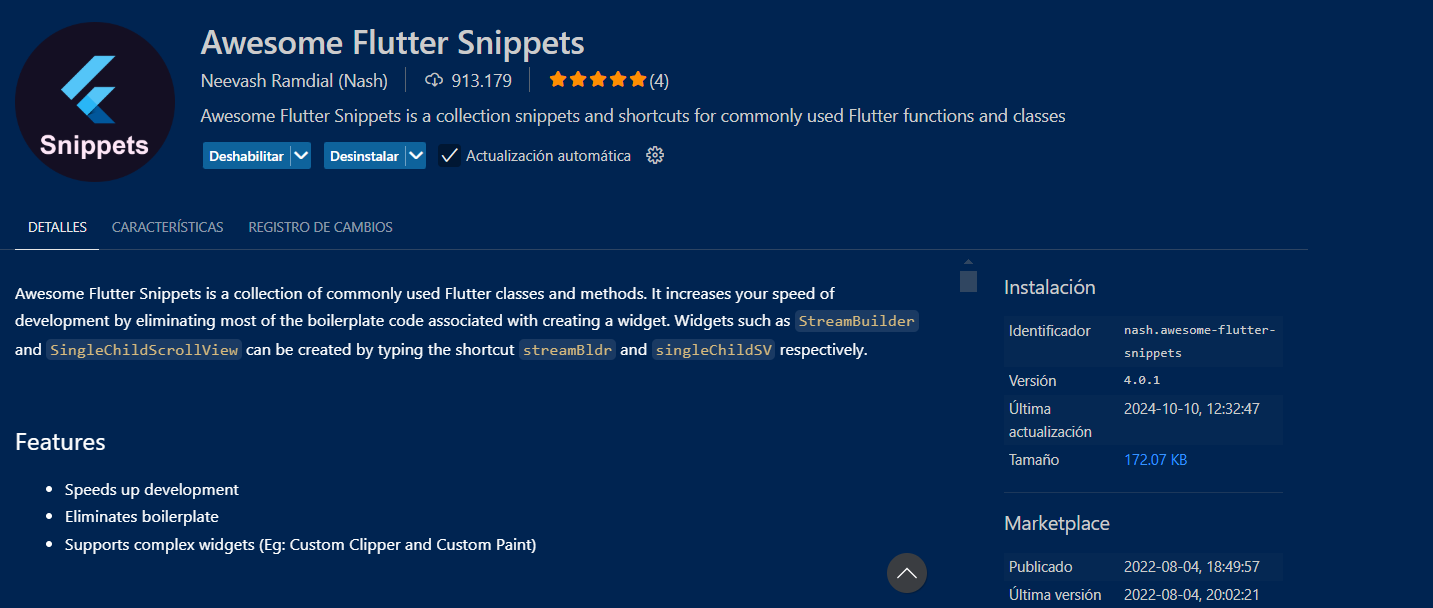 Snippets
Awesome Flutter Snippets
Neevash Ramdial (Nash)
913.179
(4)
Awesome Flutter Snippets is a collection snippets and shortcuts for commonly used Flutter functions and classes
Deshabilitar
Desinstalar
Actualización automática
DETALLES
CARACTERÍSTICAS
REGISTRO DE CAMBIOS
Awesome Flutter Snippets is a collection of commonly used Flutter classes and methods. It increases your speed of
development by eliminating most of the boilerplate code associated with creating a widget. Widgets such as StreamBuilder
and SingleChildScrollView can be created by typing the shortcut streamBldr and singleChildSV respectively.
Features
• Speeds up development
• Eliminates boilerplate
• Supports complex widgets (Eg: Custom Clipper and Custom Paint)
Instalación
Identificador nash.awesome-flutter-
snippets
Versión 4.0.1
Última 2024-10-10, 12:32:47
actualización
Tamaño 172.07 KB
Marketplace
Publicado 2022-08-04, 18:49:57
Última versión 2022-08-04, 20:02:21